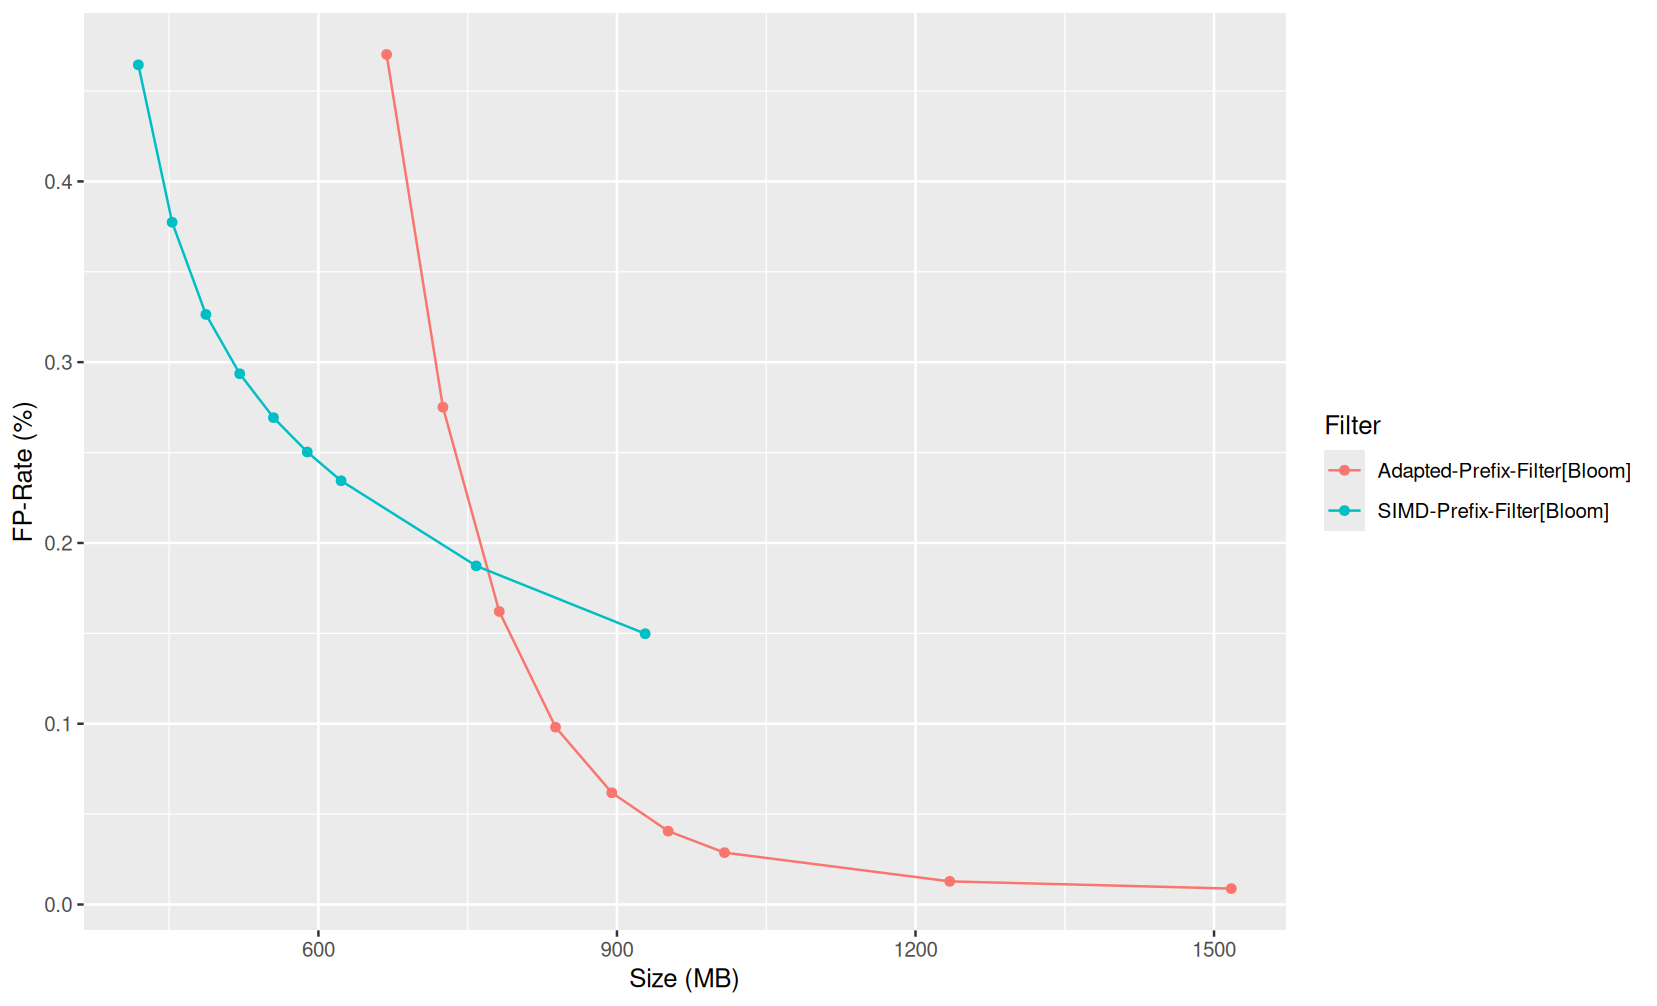 0.4
0.3
0.2
0.1
0.0
FP-Rate (%)
600 900 1200 1500
Size (MB)
Filter
Adapted-Prefix-Filter[Bloom]
SIMD-Prefix-Filter[Bloom]